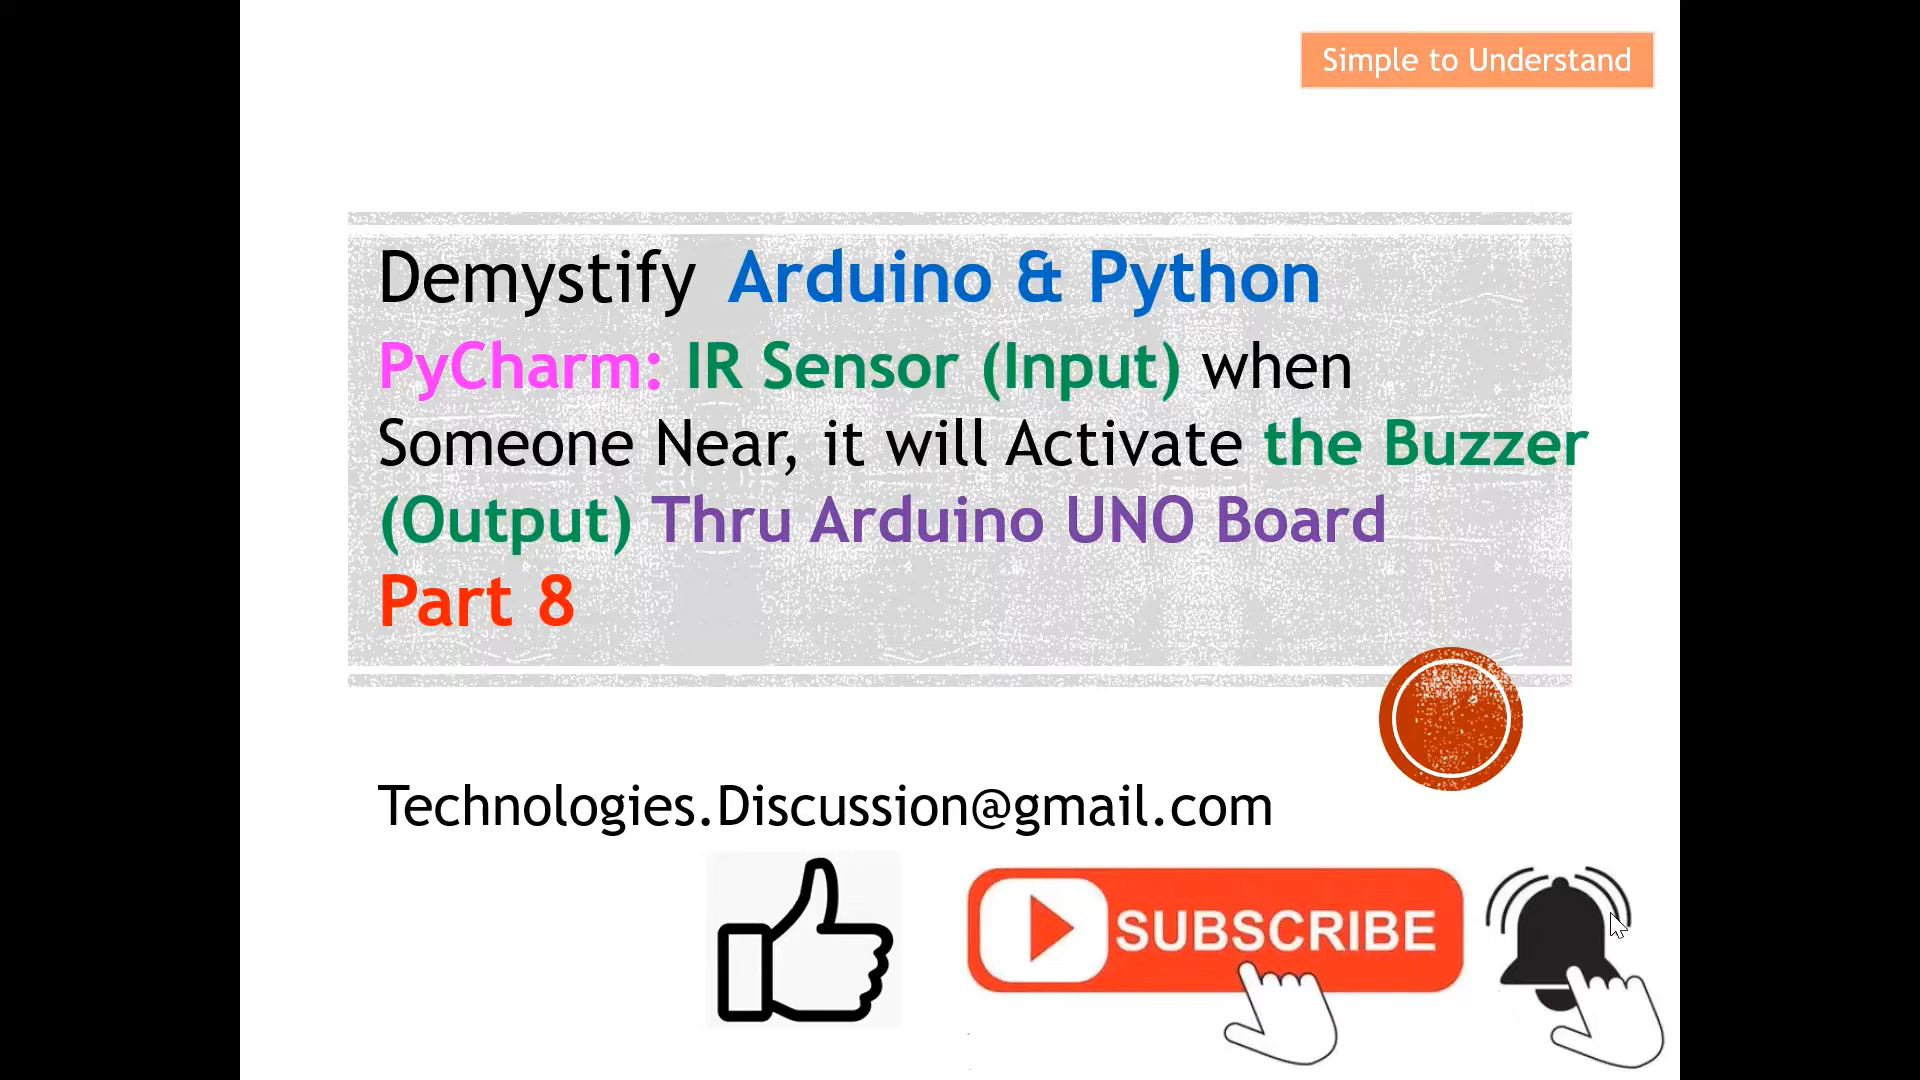 Simple to Understand
Demystify Arduino & Python
PyCharm: IR Sensor (Input) when
Someone Near, it will Activate the Buzzer
(Output) Thru Arduino UNO Board
Part 8
Technologies.Discussion@gmail.com
SUBSCRIBE